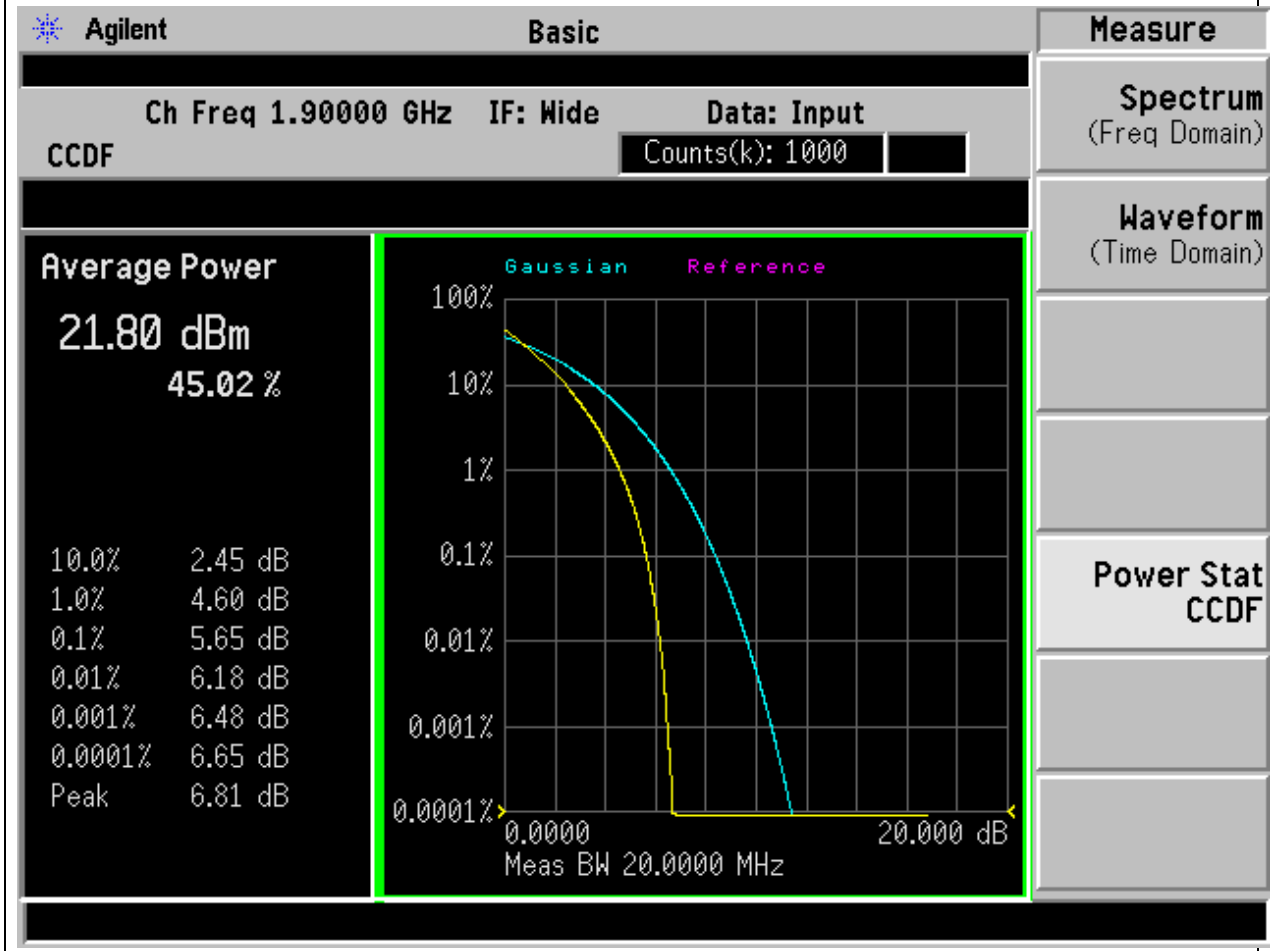 Agilent Basic Measure
Ch Freq 1.90000 GHz IF: Wide Data: Input
CCDF Counts(k): 1000
Spectrum
(Freq Domain)
Waveform
(Time Domain)
Power Stat
CCDF
Average Power
21.80 dBm
45.02 %
10.0% 2.45 dB
1.0% 4.60 dB
0.1% 5.65 dB
0.01% 6.18 dB
0.001% 6.48 dB
0.0001% 6.65 dB
Peak 6.81 dB
Gaussian Reference
100%
10%
1%
0.1%
0.01%
0.001%
0.0001%
0.0000 20.000 dB
Meas BW 20.0000 MHz